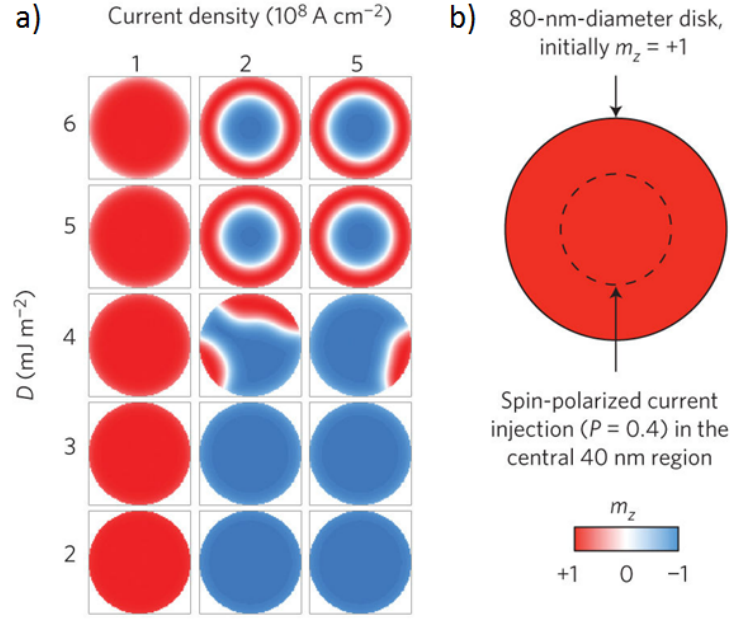 a)
Current density (10⁸ A cm⁻²)
1 2 5
6
5
4
3
2
D (mJ m⁻²)
b)
80-nm-diameter disk,
initially m_z = +1
Spin-polarized current
injection (P = 0.4) in the
central 40 nm region
m_z
+1 0 −1